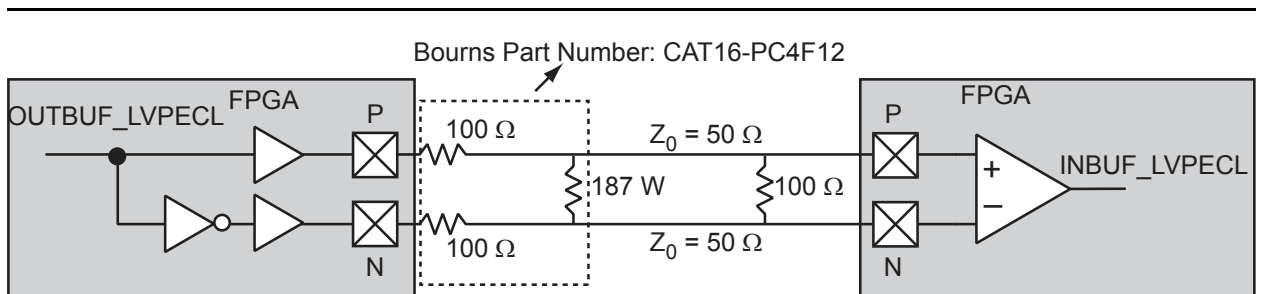 Bourns Part Number: CAT16-PC4F12
OUTBUF_LVPECL
FPGA
P
100 Ω
Z0 = 50 Ω
187 W
100 Ω
FPGA
P
+
INBUF_LVPECL
–
N
100 Ω
Z0 = 50 Ω
N